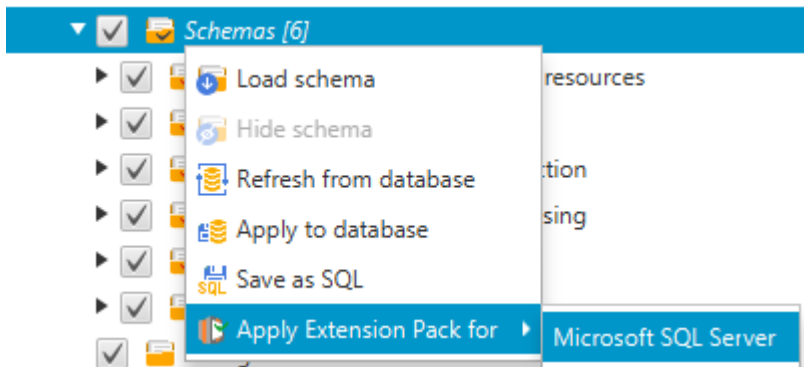 Schemas [6]
Load schema
resources
Hide schema
Refresh from database
tion
Apply to database
sing
Save as SQL
Apply Extension Pack for
Microsoft SQL Server